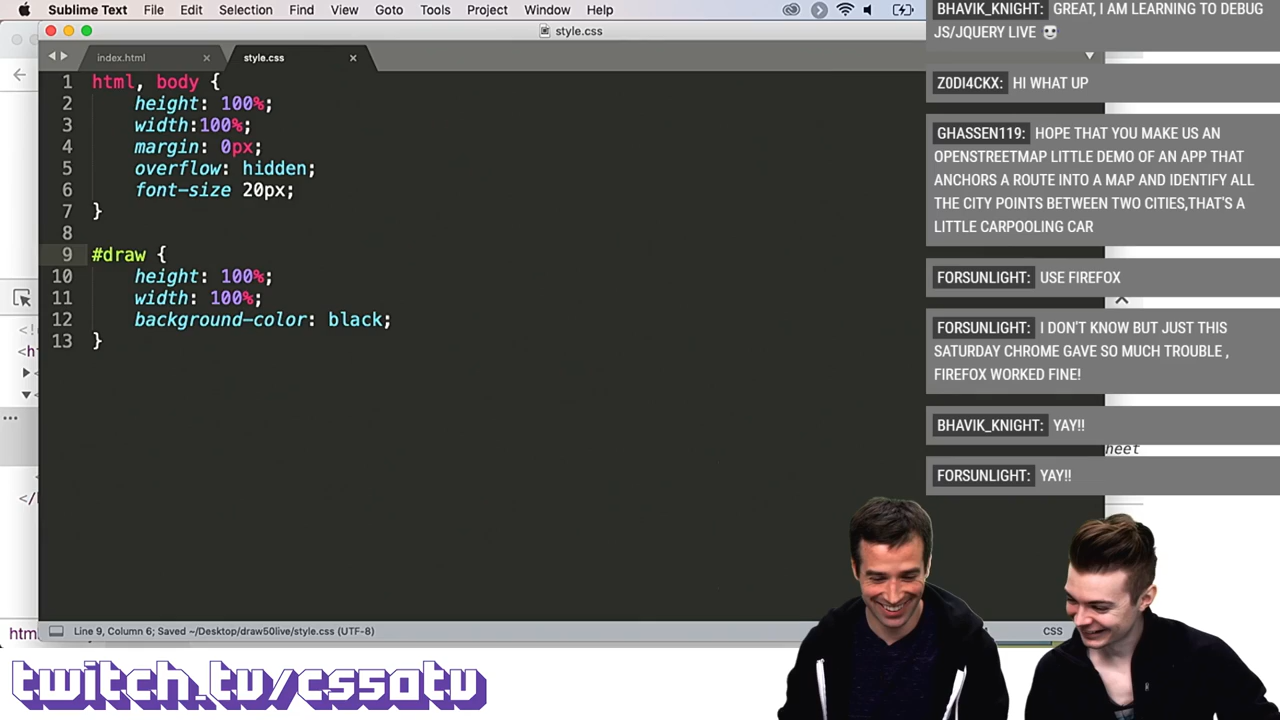 Sublime Text File Edit Selection Find View Goto Tools Project Window Help
style.css
index.html
style.css
1 html, body {
2 height: 100%;
3 width:100%;
4 margin: 0px;
5 overflow: hidden;
6 font-size 20px;
7 }
8
9 #draw {
10 height: 100%;
11 width: 100%;
12 background-color: black;
13 }
Line 9, Column 6; Saved ~/Desktop/draw50live/style.css (UTF-8)
CSS
BHAVIK_KNIGHT: GREAT, I AM LEARNING TO DEBUG
JS/JQUERY LIVE
Z0DI4CKX: HI WHAT UP
GHASSEN119: HOPE THAT YOU MAKE US AN
OPENSTREETMAP LITTLE DEMO OF AN APP THAT
ANCHORS A ROUTE INTO A MAP AND IDENTIFY ALL
THE CITY POINTS BETWEEN TWO CITIES,THAT'S A
LITTLE CARPOOLING CAR
FORSUNLIGHT: USE FIREFOX
FORSUNLIGHT: I DON'T KNOW BUT JUST THIS
SATURDAY CHROME GAVE SO MUCH TROUBLE ,
FIREFOX WORKED FINE!
BHAVIK_KNIGHT: YAY!!
FORSUNLIGHT: YAY!!
twitch.tv/cs50tv